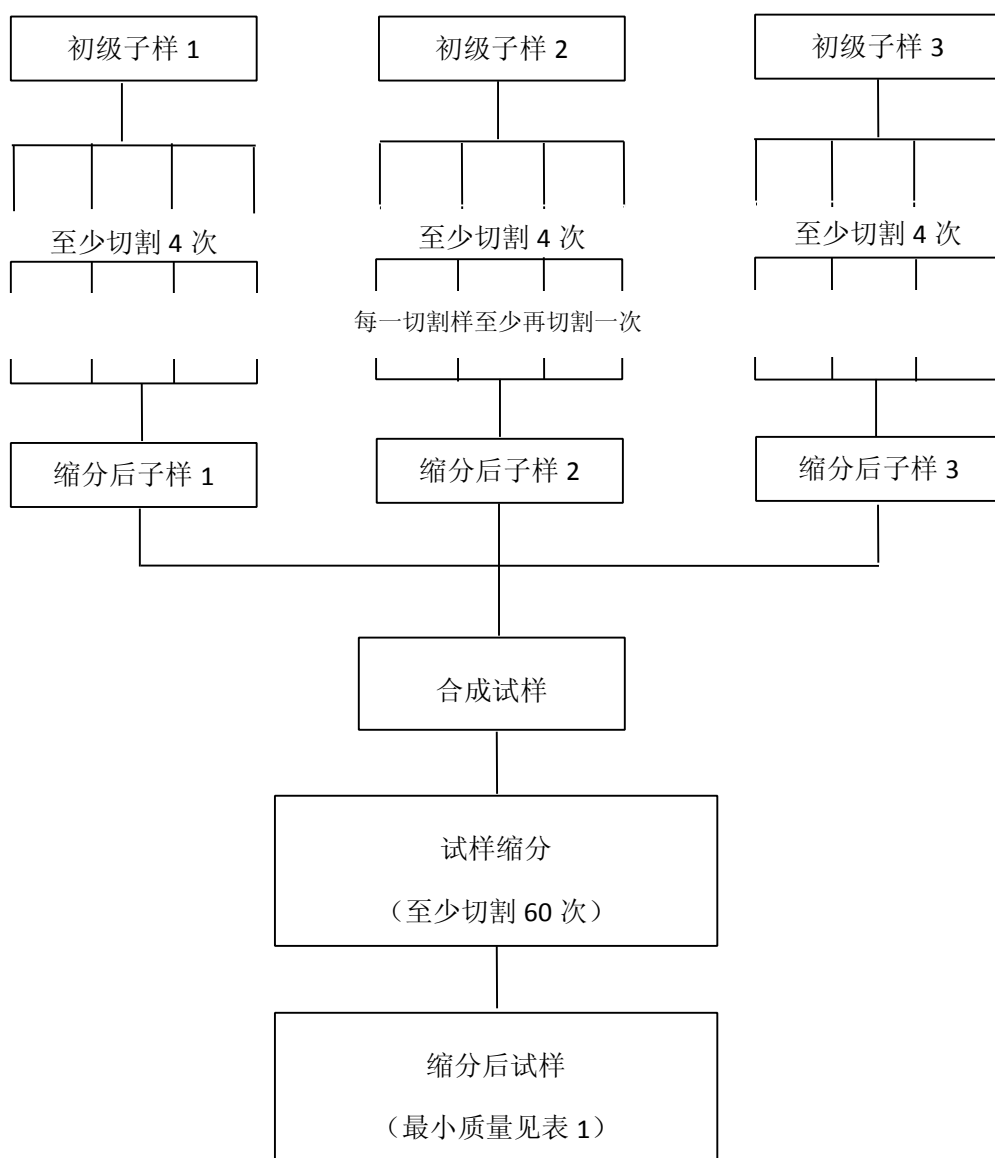 初级子样 1
初级子样 2
初级子样 3
至少切割 4 次
至少切割 4 次
至少切割 4 次
每一切割样至少再切割一次
缩分后子样 1
缩分后子样 2
缩分后子样 3
合成试样
试样缩分
（至少切割 60 次）
缩分后试样
（最小质量见表 1）